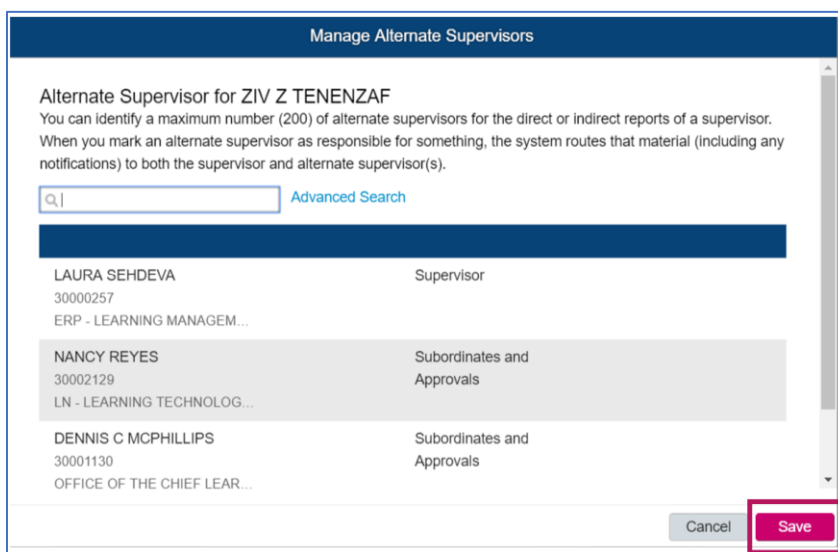 Manage Alternate Supervisors
Alternate Supervisor for ZIV Z TENENZAF
You can identify a maximum number (200) of alternate supervisors for the direct or indirect reports of a supervisor.
When you mark an alternate supervisor as responsible for something, the system routes that material (including any
notifications) to both the supervisor and alternate supervisor(s).
Advanced Search
LAURA SEHDEVA Supervisor
30000257
ERP - LEARNING MANAGEM...
NANCY REYES Subordinates and
30002129 Approvals
LN - LEARNING TECHNOLOG...
DENNIS C MCPHILLIPS Subordinates and
30001130 Approvals
OFFICE OF THE CHIEF LEAR...
Cancel Save